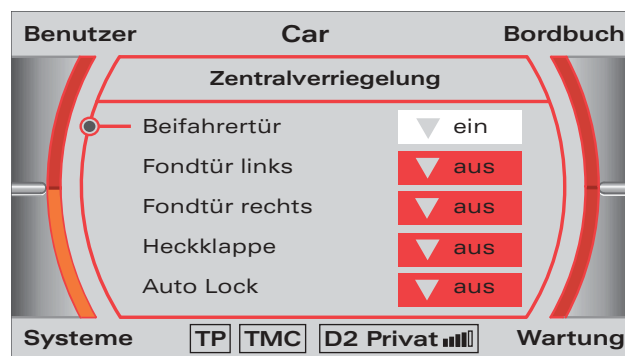 Benutzer Car Bordbuch
Zentralverriegelung
Beifahrertür ein
Fondtür links aus
Fondtür rechts aus
Heckklappe aus
Auto Lock aus
Systeme TP TMC D2 Privat Wartung